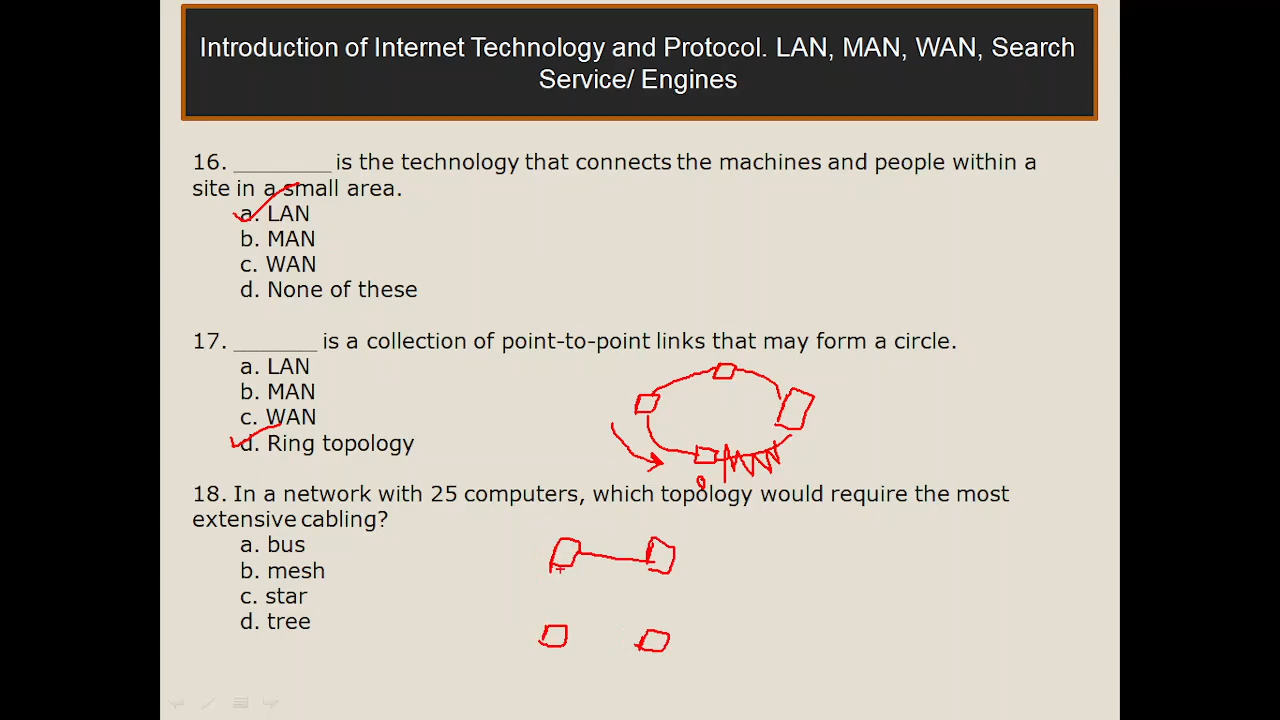 Introduction of Internet Technology and Protocol. LAN, MAN, WAN, Search
Service/ Engines
16. ________ is the technology that connects the machines and people within a
site in a small area.
a. LAN
b. MAN
c. WAN
d. None of these
17. _______ is a collection of point-to-point links that may form a circle.
a. LAN
b. MAN
c. WAN
d. Ring topology
18. In a network with 25 computers, which topology would require the most
extensive cabling?
a. bus
b. mesh
c. star
d. tree